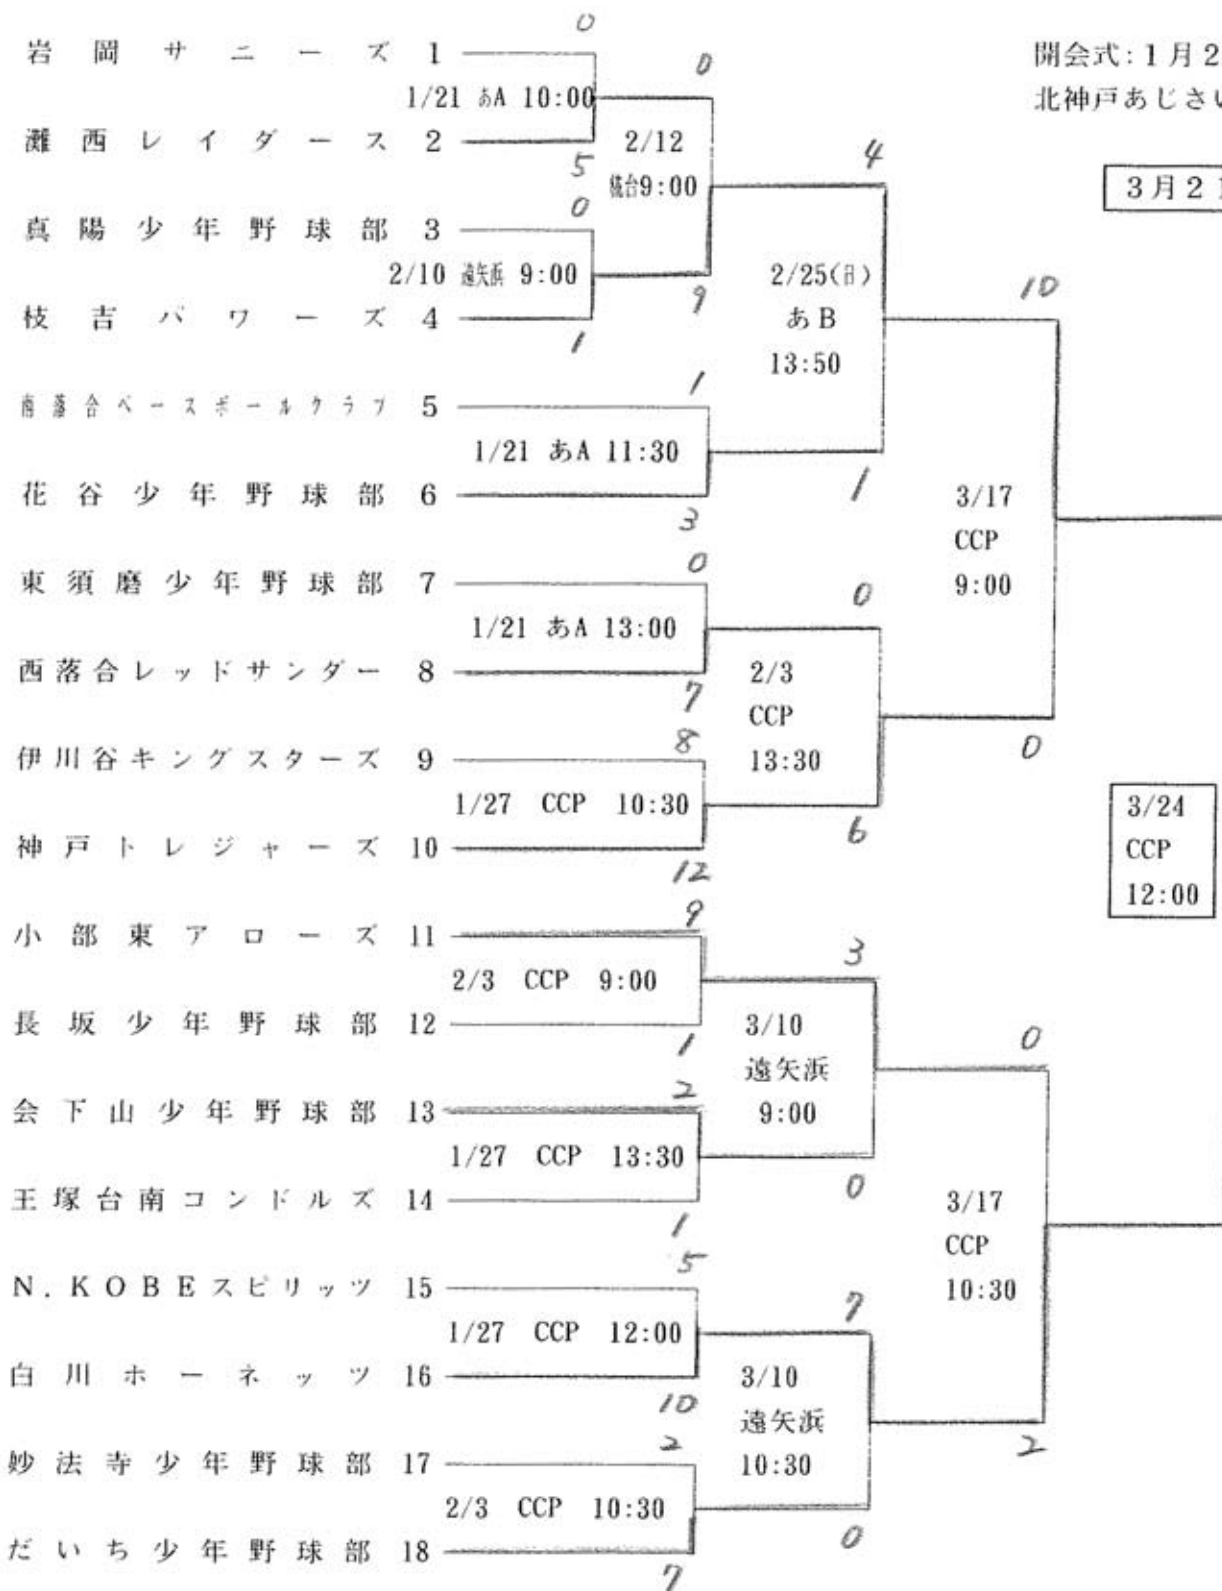 0
岩岡サニーズ 1
開会式:1月2
1/21 あA 10:00
0
北神戸あじさい
灘西レイダース 2
5
2/12
9:00
4
3月21
0
真陽少年野球部 3
2/10 遠矢浜 9:00
9
2/25(日)
あB
13:50
10
枝吉パワーズ 4
1
1
南落合ベースボールクラブ 5
1/21 あA 11:30
1
花谷少年野球部 6
3
3/17
CCP
9:00
0
東須磨少年野球部 7
0
1/21 あA 13:00
西落合レッドサンダー 8
7
2/3
CCP
13:30
8
0
伊川谷キングスターズ 9
1/27 CCP 10:30
6
神戸トレジャーズ 10
12
3/24
CCP
12:00
9
小部東アローズ 11
3
2/3 CCP 9:00
長坂少年野球部 12
1
3/10
遠矢浜
9:00
0
2
会下山少年野球部 13
1/27 CCP 13:30
0
王塚台南コンドルズ 14
1
3/17
CCP
10:30
5
N.KOBEスピリッツ 15
7
1/27 CCP 12:00
白川ホーネッツ 16
10
3/10
遠矢浜
10:30
2
2
妙法寺少年野球部 17
2/3 CCP 10:30
0
だいち少年野球部 18
7